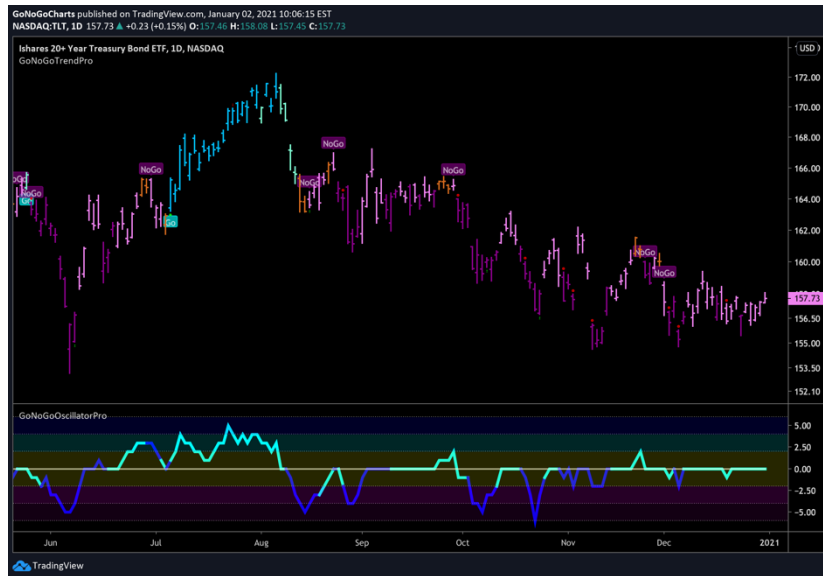 GoNoGoCharts published on TradingView.com, January 02, 2021 10:06:15 EST
NASDAQ:TLT, 1D 157.73 ▲ +0.23 (+0.15%) O:157.46 H:158.08 L:157.45 C:157.73
Ishares 20+ Year Treasury Bond ETF, 1D, NASDAQ
USD
GoNoGoTrendPro
172.00
170.00
168.00
NoGo
NoGo
NoGo
166.00
NoGo
NoGo
164.00
Go
162.00
NoGo
160.00
NoGo
157.73
156.50
155.00
153.50
152.10
GoNoGoOscillatorPro
5.00
2.50
0.00
−2.50
−5.00
Jun Jul Aug Sep Oct Nov Dec 2021
TradingView